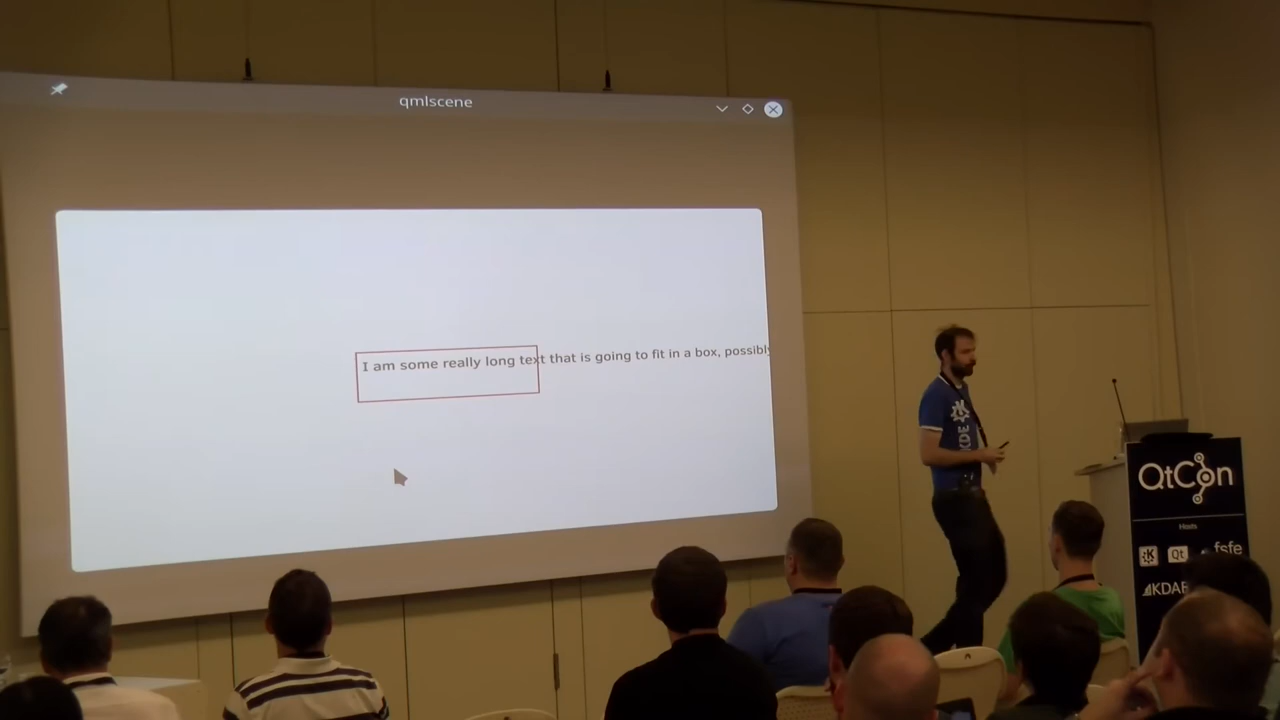 qmlscene
I am some really long text that is going to fit in a box, possibly
KDE
QtCon
Hosts
Qt
fsfe
KDAB